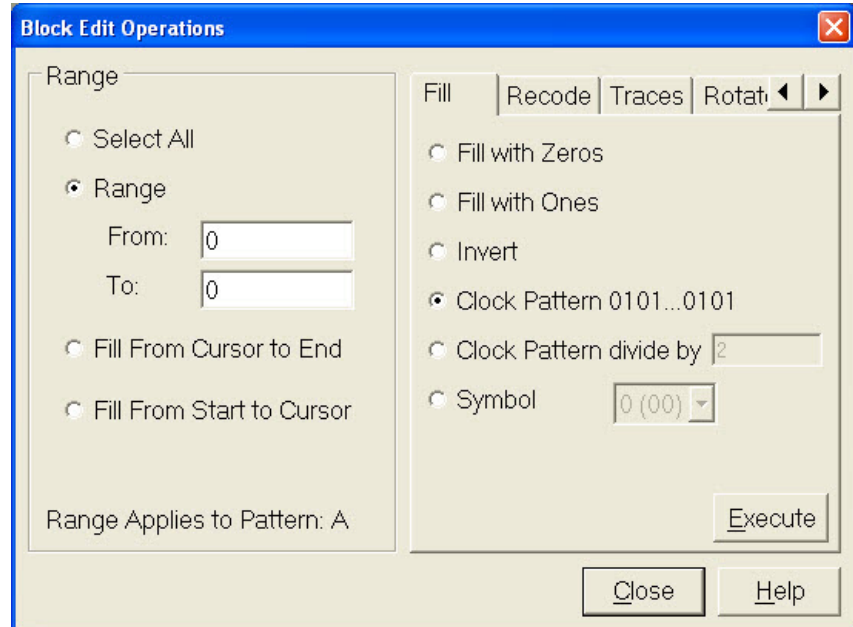 Block Edit Operations
Range
Select All
Range
From: 0
To: 0
Fill From Cursor to End
Fill From Start to Cursor
Range Applies to Pattern: A
Fill Recode Traces Rotat
Fill with Zeros
Fill with Ones
Invert
Clock Pattern 0101...0101
Clock Pattern divide by 2
Symbol 0 (00)
Execute
Close Help